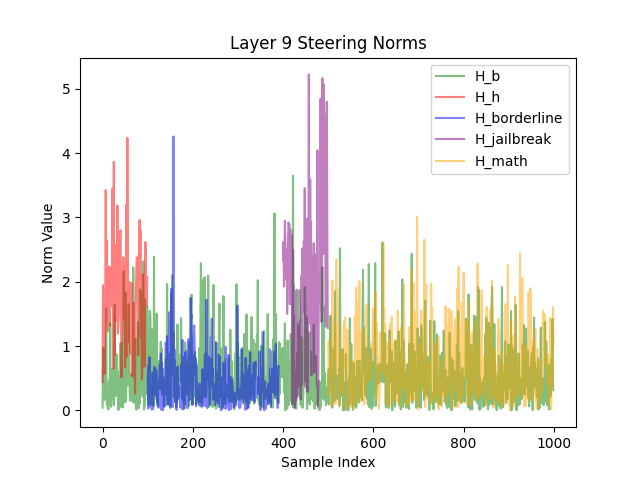 Layer 9 Steering Norms
H_b
H_h
H_borderline
H_jailbreak
H_math
Norm Value
5
4
3
2
1
0
0
200
400
600
800
1000
Sample Index